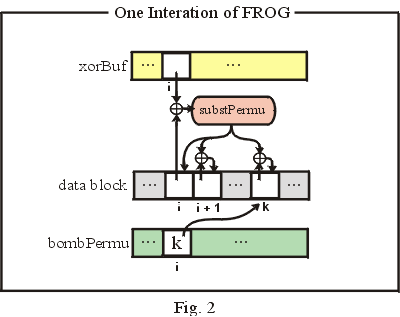 One Interation of FROG
xorBuf
... ...
i
substPermu
data block
... ... ...
i i + 1 k
bombPermu
... k ...
i
Fig. 2